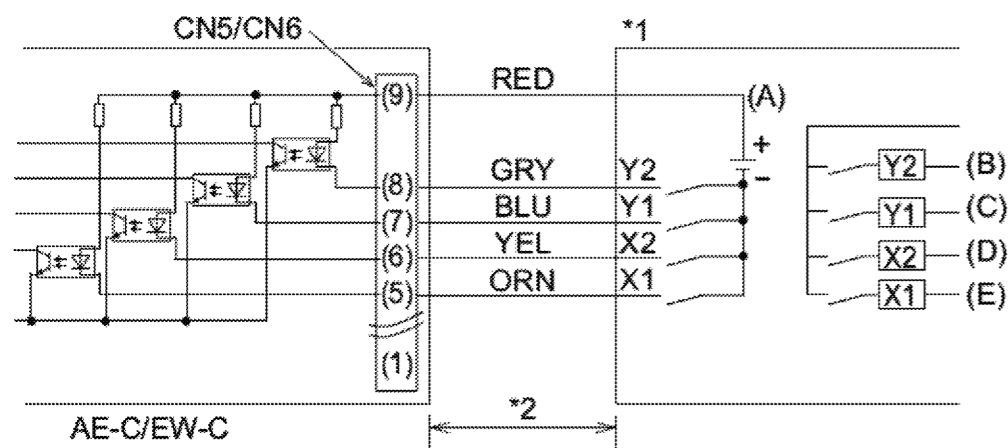 CN5/CN6
*1
(9) RED (A)
+
-
(8) GRY Y2
Y2 (B)
(7) BLU Y1
Y1 (C)
(6) YEL X2
X2 (D)
(5) ORN X1
X1 (E)
(1)
AE-C/EW-C
*2